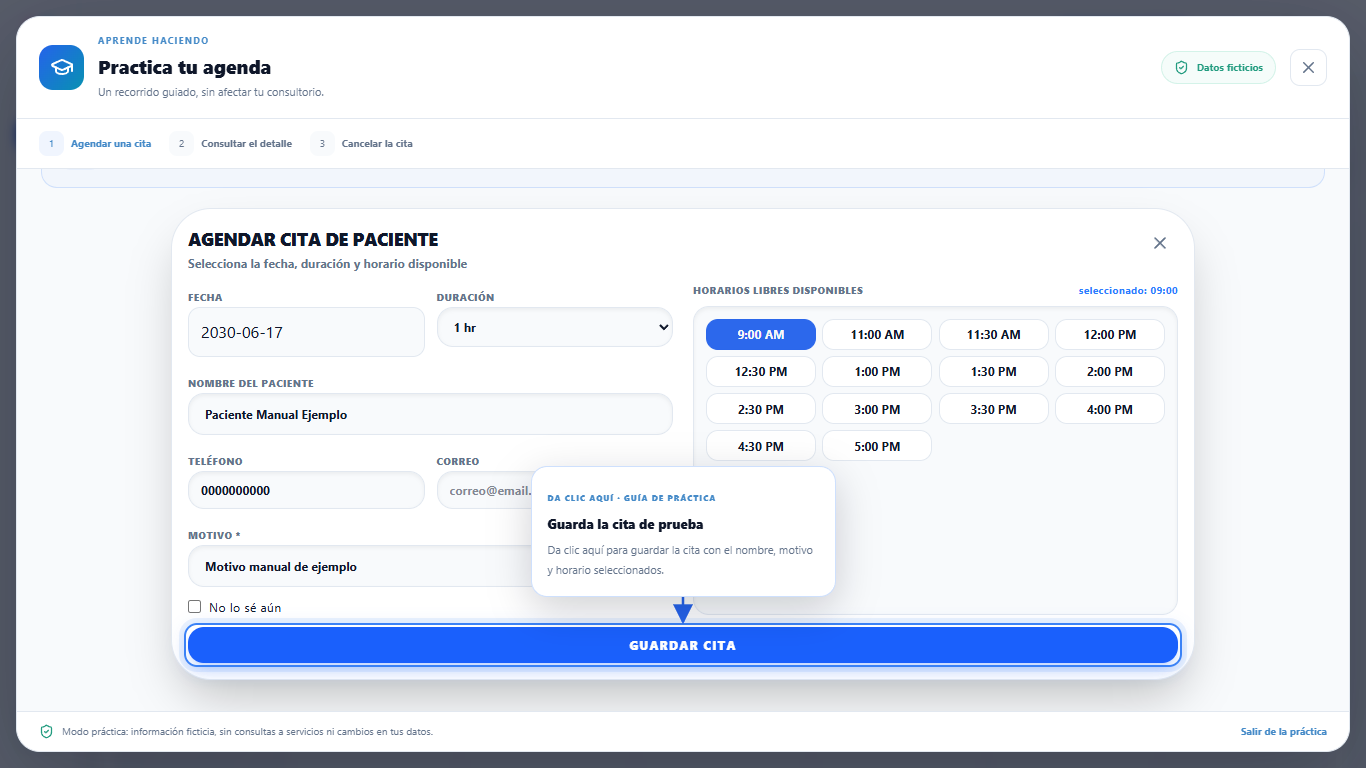 APRENDE HACIENDO
Practica tu agenda
Un recorrido guiado, sin afectar tu consultorio.
Datos ficticios
1 Agendar una cita
2 Consultar el detalle
3 Cancelar la cita
AGENDAR CITA DE PACIENTE
Selecciona la fecha, duración y horario disponible
FECHA
DURACIÓN
2030-06-17
1 hr
NOMBRE DEL PACIENTE
Paciente Manual Ejemplo
TELÉFONO
CORREO
0000000000
correo@email.
MOTIVO *
Motivo manual de ejemplo
No lo sé aún
HORARIOS LIBRES DISPONIBLES
seleccionado: 09:00
9:00 AM 11:00 AM 11:30 AM 12:00 PM
12:30 PM 1:00 PM 1:30 PM 2:00 PM
2:30 PM 3:00 PM 3:30 PM 4:00 PM
4:30 PM 5:00 PM
DA CLIC AQUÍ · GUÍA DE PRÁCTICA
Guarda la cita de prueba
Da clic aquí para guardar la cita con el nombre, motivo
y horario seleccionados.
GUARDAR CITA
Modo práctica: información ficticia, sin consultas a servicios ni cambios en tus datos.
Salir de la práctica